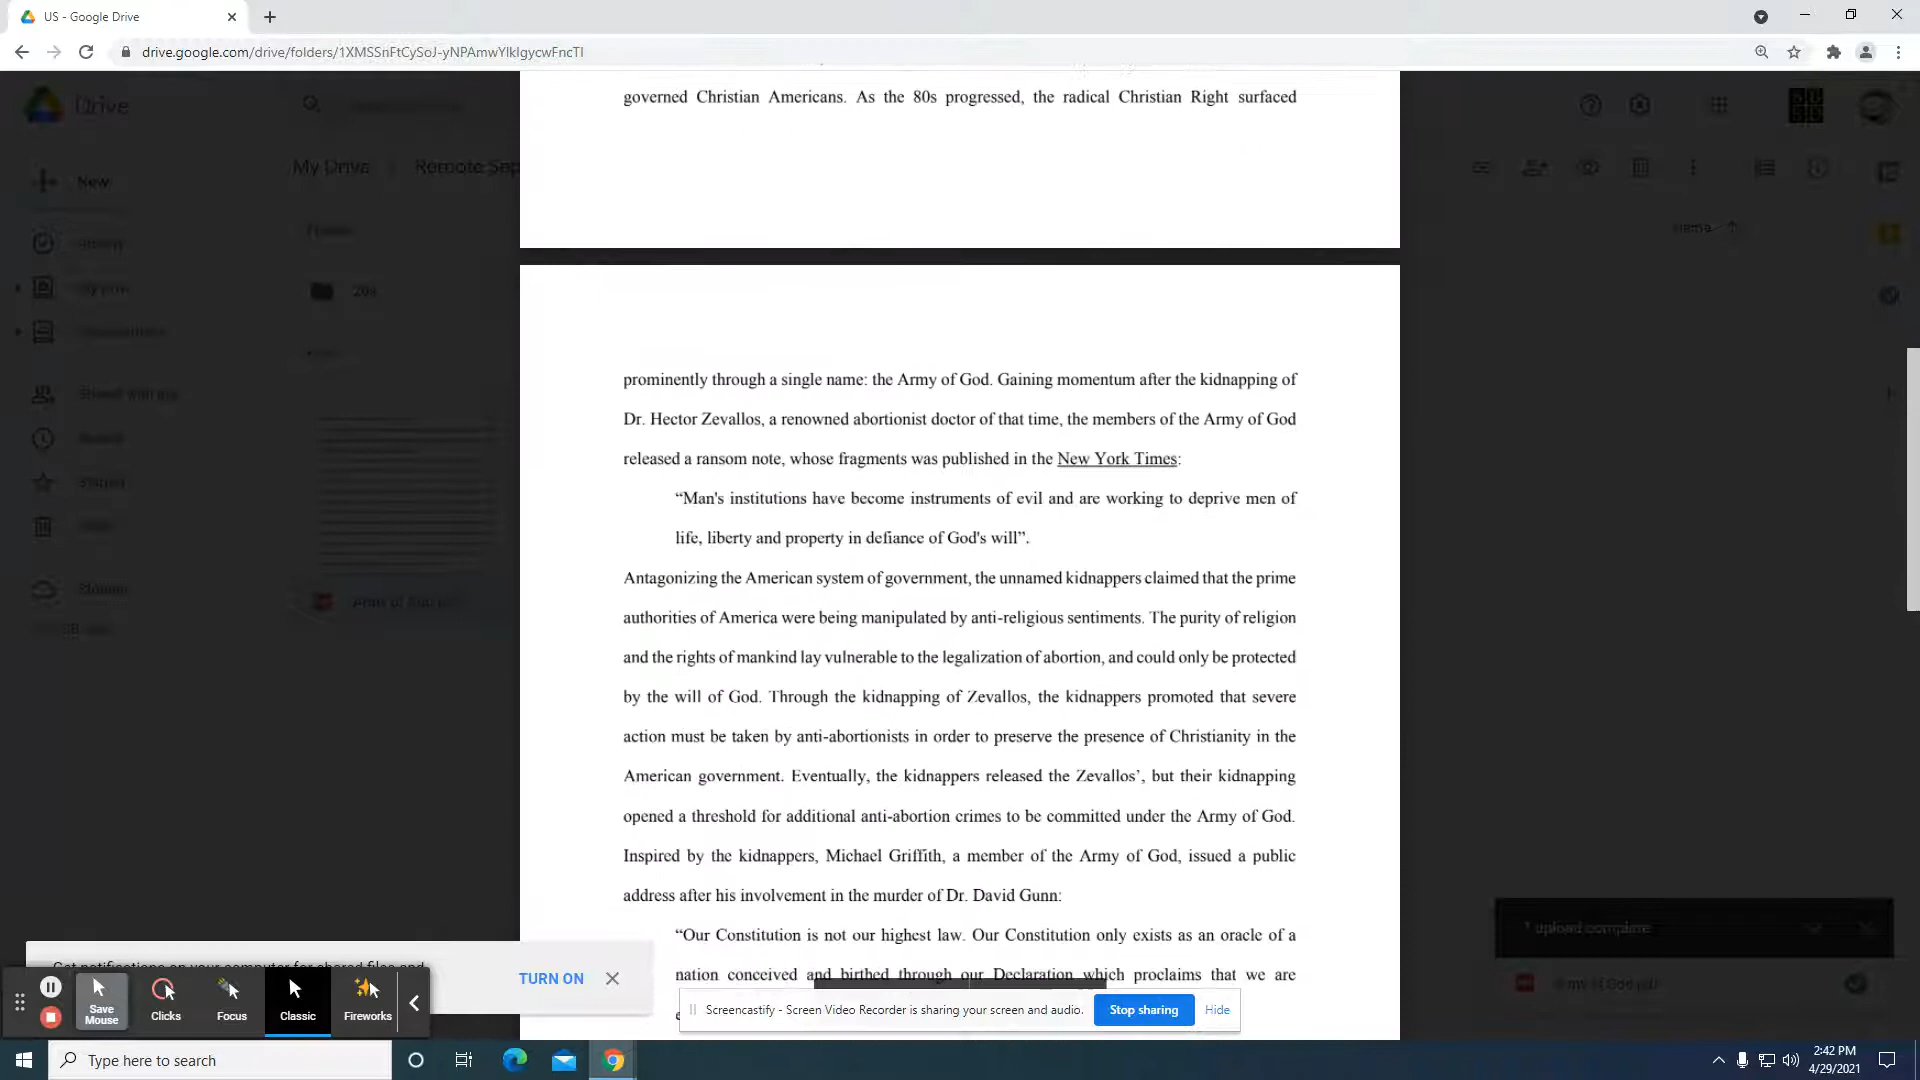 US - Google Drive
drive.google.com/drive/folders/1XMSSnFtCySoJ-yNPAmwYlkIgycwFncTI
Drive
My Drive
New
governed Christian Americans. As the 80s progressed, the radical Christian Right surfaced
prominently through a single name: the Army of God. Gaining momentum after the kidnapping of
Dr. Hector Zevallos, a renowned abortionist doctor of that time, the members of the Army of God
released a ransom note, whose fragments was published in the New York Times:
“Man's institutions have become instruments of evil and are working to deprive men of
life, liberty and property in defiance of God's will”.
Antagonizing the American system of government, the unnamed kidnappers claimed that the prime
authorities of America were being manipulated by anti-religious sentiments. The purity of religion
and the rights of mankind lay vulnerable to the legalization of abortion, and could only be protected
by the will of God. Through the kidnapping of Zevallos, the kidnappers promoted that severe
action must be taken by anti-abortionists in order to preserve the presence of Christianity in the
American government. Eventually, the kidnappers released the Zevallos’, but their kidnapping
opened a threshold for additional anti-abortion crimes to be committed under the Army of God.
Inspired by the kidnappers, Michael Griffith, a member of the Army of God, issued a public
address after his involvement in the murder of Dr. David Gunn:
“Our Constitution is not our highest law. Our Constitution only exists as an oracle of a
nation conceived and birthed through our Declaration which proclaims that we are
1 upload complete
TURN ON
Save Mouse
Clicks
Focus
Classic
Fireworks
Screencastify - Screen Video Recorder is sharing your screen and audio.
Stop sharing
Hide
Type here to search
2:42 PM
4/29/2021